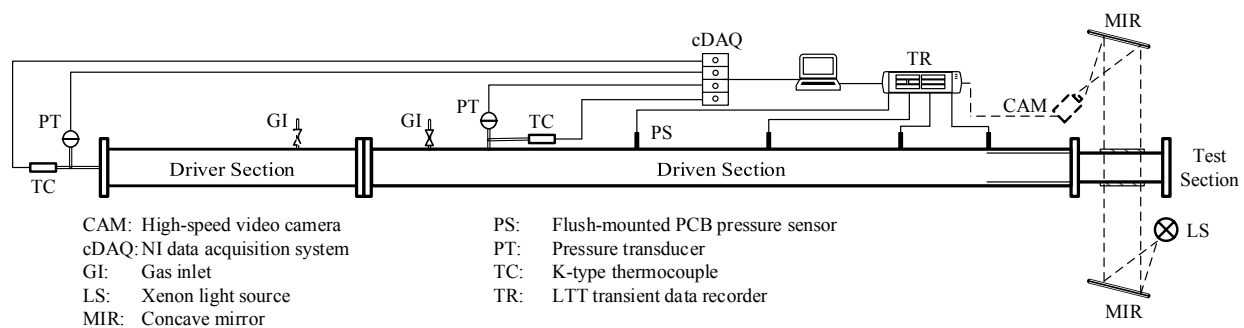 MIR
cDAQ
TR
CAM
PT
GI
GI
PT
TC
PS
TC
Driver Section
Driven Section
Test
Section
CAM: High-speed video camera
cDAQ: NI data acquisition system
GI: Gas inlet
LS: Xenon light source
MIR: Concave mirror
PS: Flush-mounted PCB pressure sensor
PT: Pressure transducer
TC: K-type thermocouple
TR: LTT transient data recorder
LS
MIR